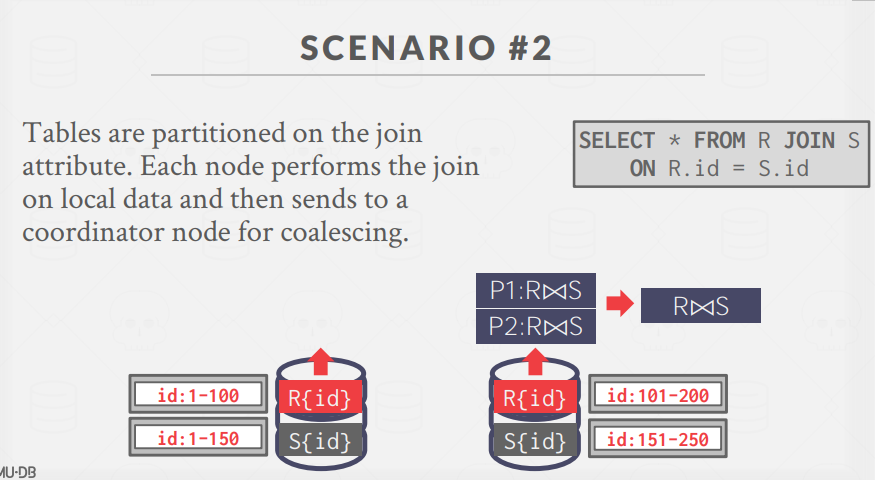 SCENARIO #2
Tables are partitioned on the join
attribute. Each node performs the join
on local data and then sends to a
coordinator node for coalescing.
SELECT * FROM R JOIN S
ON R.id = S.id
P1:R⋈S
P2:R⋈S
R⋈S
id:1-100
R{id}
R{id}
id:101-200
id:1-150
S{id}
S{id}
id:151-250
MU·DB